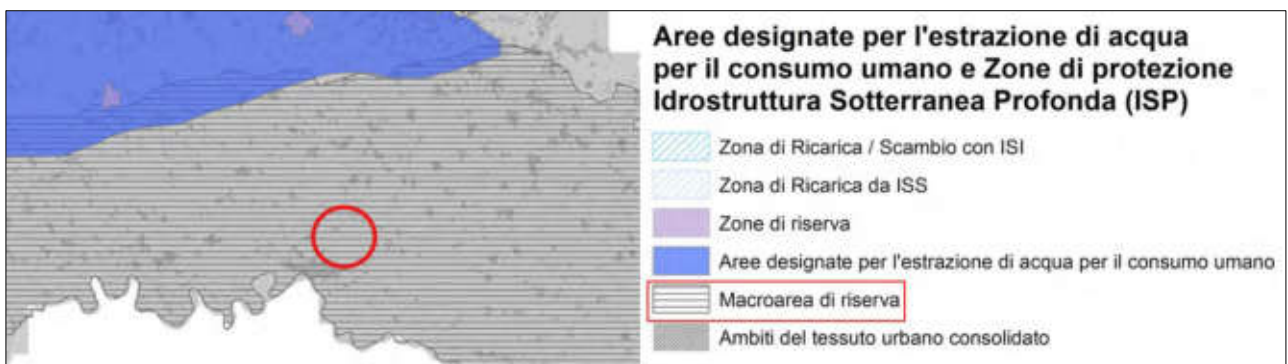 Aree designate per l'estrazione di acqua
per il consumo umano e Zone di protezione
Idrostruttura Sotterranea Profonda (ISP)
Zona di Ricarica / Scambio con ISI
Zona di Ricarica da ISS
Zone di riserva
Aree designate per l'estrazione di acqua per il consumo umano
Macroarea di riserva
Ambiti del tessuto urbano consolidato